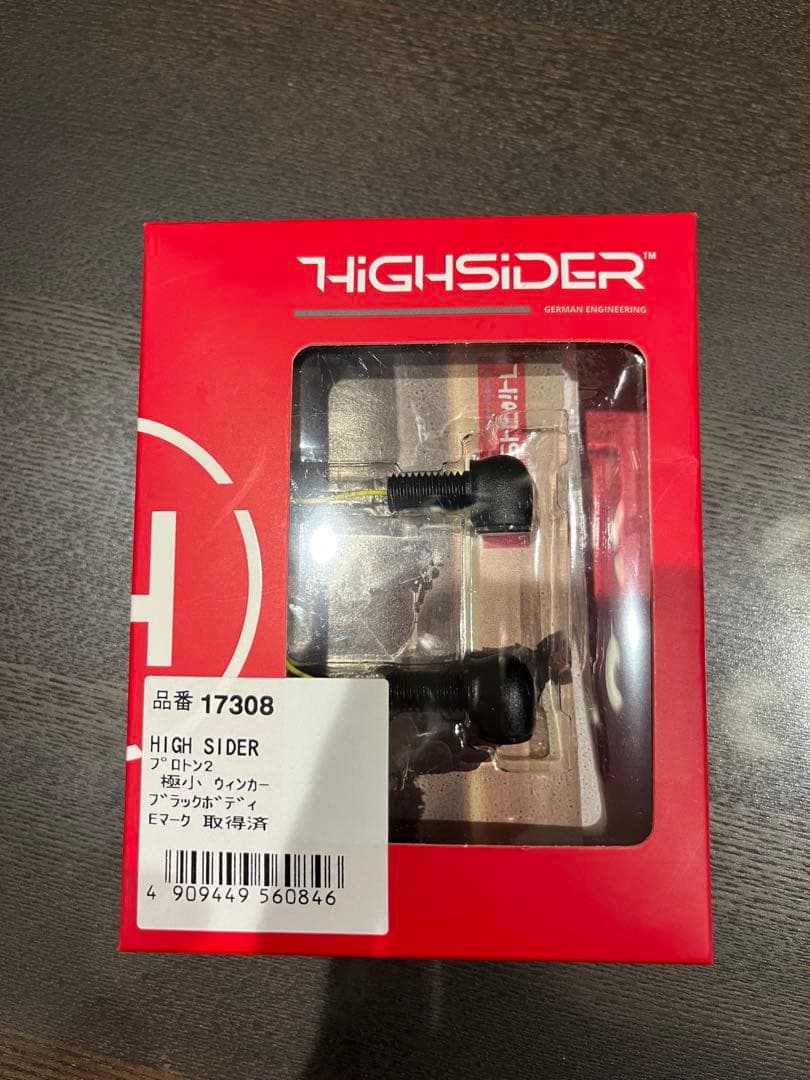 HIGHSIDER™
GERMAN ENGINEERING
H
品番 17308
HIGH SIDER
ﾌﾟﾛﾄﾝ2
極小 ｳｨﾝｶｰ
ﾌﾞﾗｯｸﾎﾞﾃﾞｨ
Eﾏｰｸ 取得済
4 909449 560846